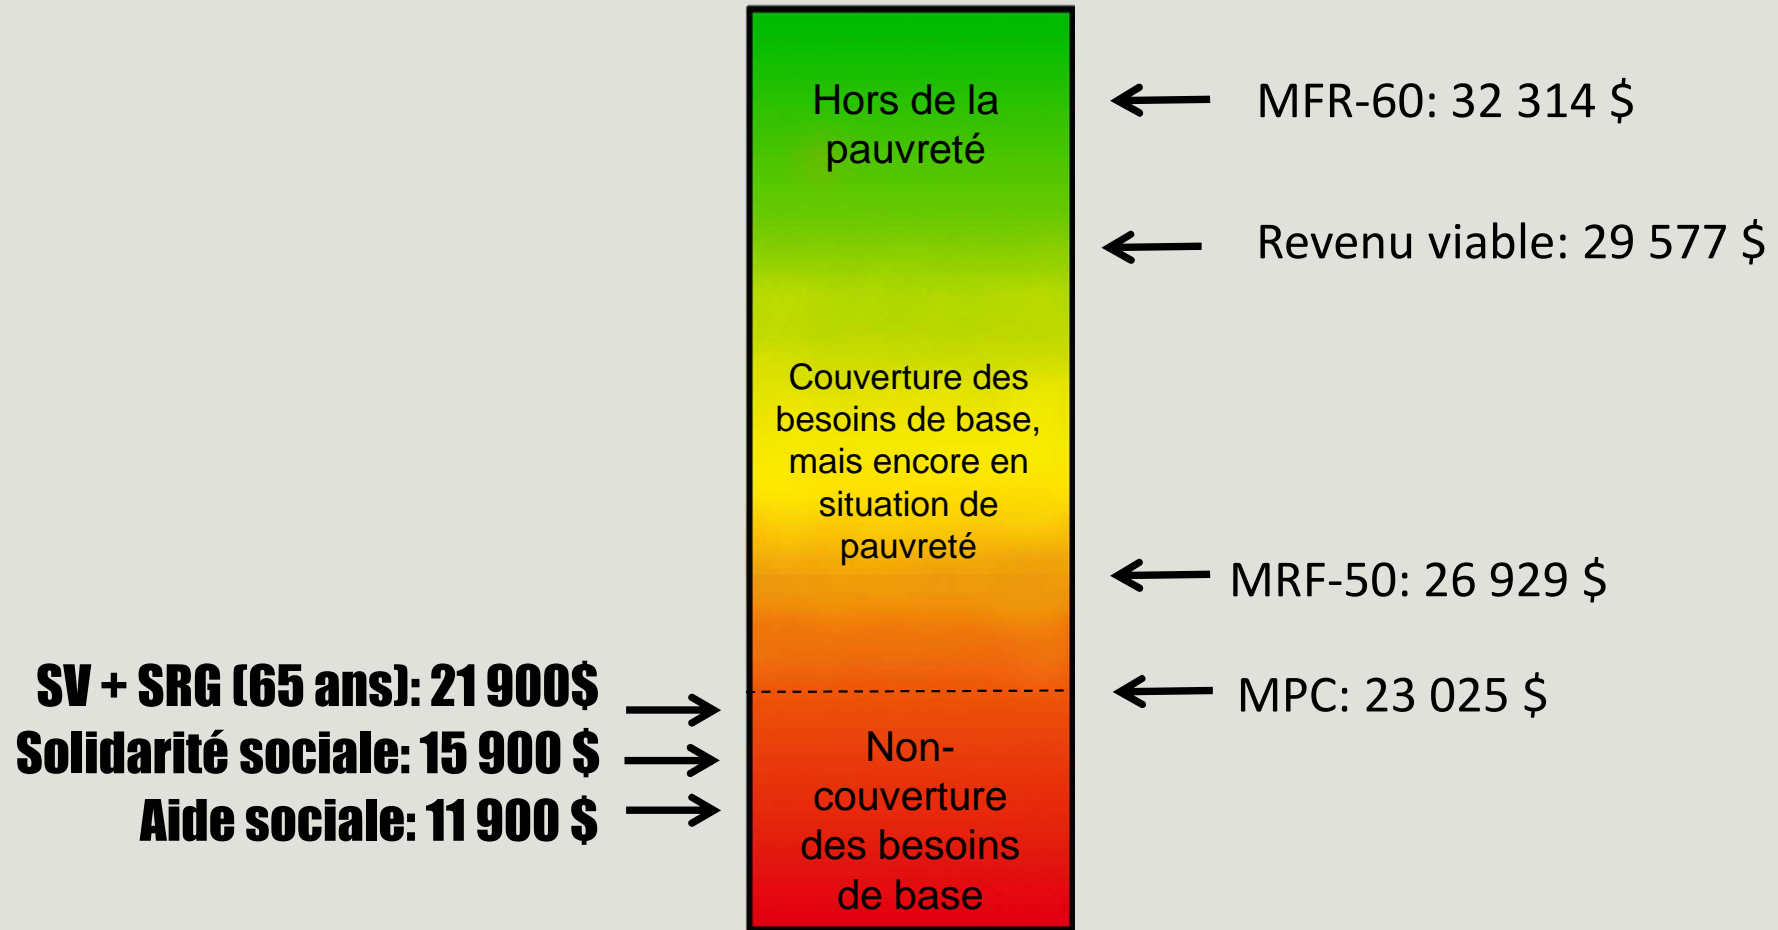 Hors de la
pauvreté
MFR-60: 32 314 $
Revenu viable: 29 577 $
Couverture des
besoins de base,
mais encore en
situation de
pauvreté
MRF-50: 26 929 $
MPC: 23 025 $
SV + SRG (65 ans): 21 900$
Solidarité sociale: 15 900 $
Aide sociale: 11 900 $
Non-
couverture
des besoins
de base